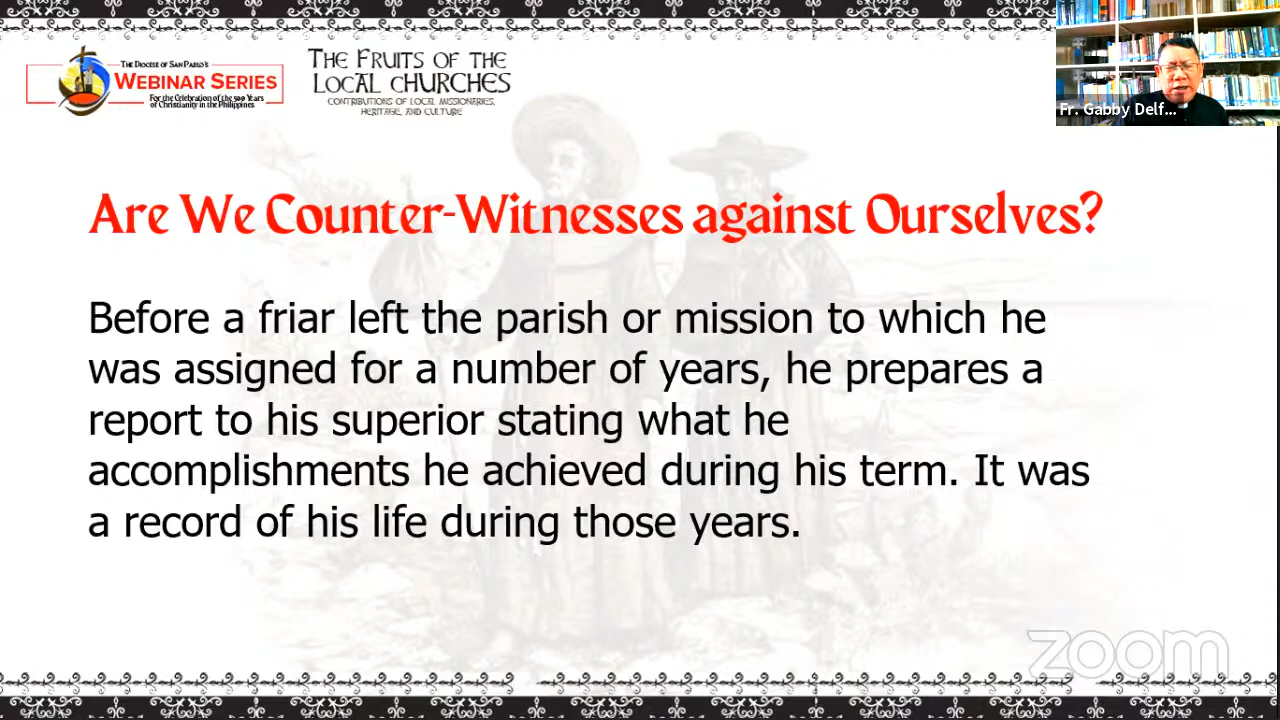 THE DIOCESE OF SAN PABLO'S
WEBINAR SERIES
For the Celebration of the 500 Years
of Christianity in the Philippines
THE FRUITS OF THE
LOCAL CHURCHES
CONTRIBUTIONS OF LOCAL MISSIONARIES,
HERITAGE, AND CULTURE
Fr. Gabby Delf...
Are We Counter-Witnesses against Ourselves?
Before a friar left the parish or mission to which he
was assigned for a number of years, he prepares a
report to his superior stating what he
accomplishments he achieved during his term. It was
a record of his life during those years.
zoom